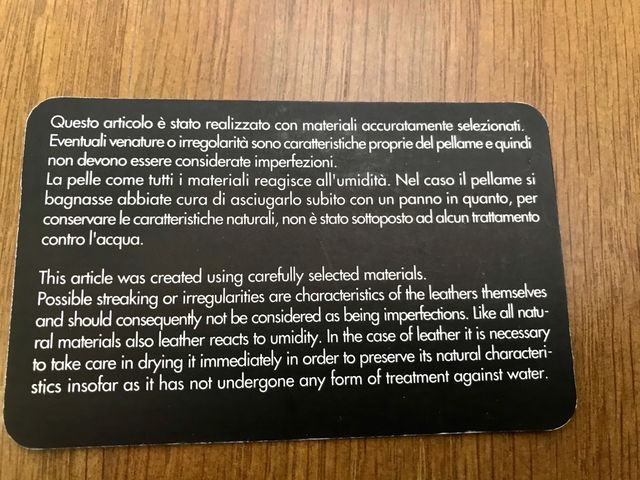 Questo articolo è stato realizzato con materiali accuratamente selezionati.
Eventuali venature o irregolarità sono caratteristiche proprie del pellame e quindi
non devono essere considerate imperfezioni.
La pelle come tutti i materiali reagisce all'umidità. Nel caso il pellame si
bagnasse abbiate cura di asciugarlo subito con un panno in quanto, per
conservare le caratteristiche naturali, non è stato sottoposto ad alcun trattamento
contro l'acqua.
This article was created using carefully selected materials.
Possible streaking or irregularities are characteristics of the leathers themselves
and should consequently not be considered as being imperfections. Like all natu-
ral materials also leather reacts to umidity. In the case of leather it is necessary
to take care in drying it immediately in order to preserve its natural characteri-
stics insofar as it has not undergone any form of treatment against water.